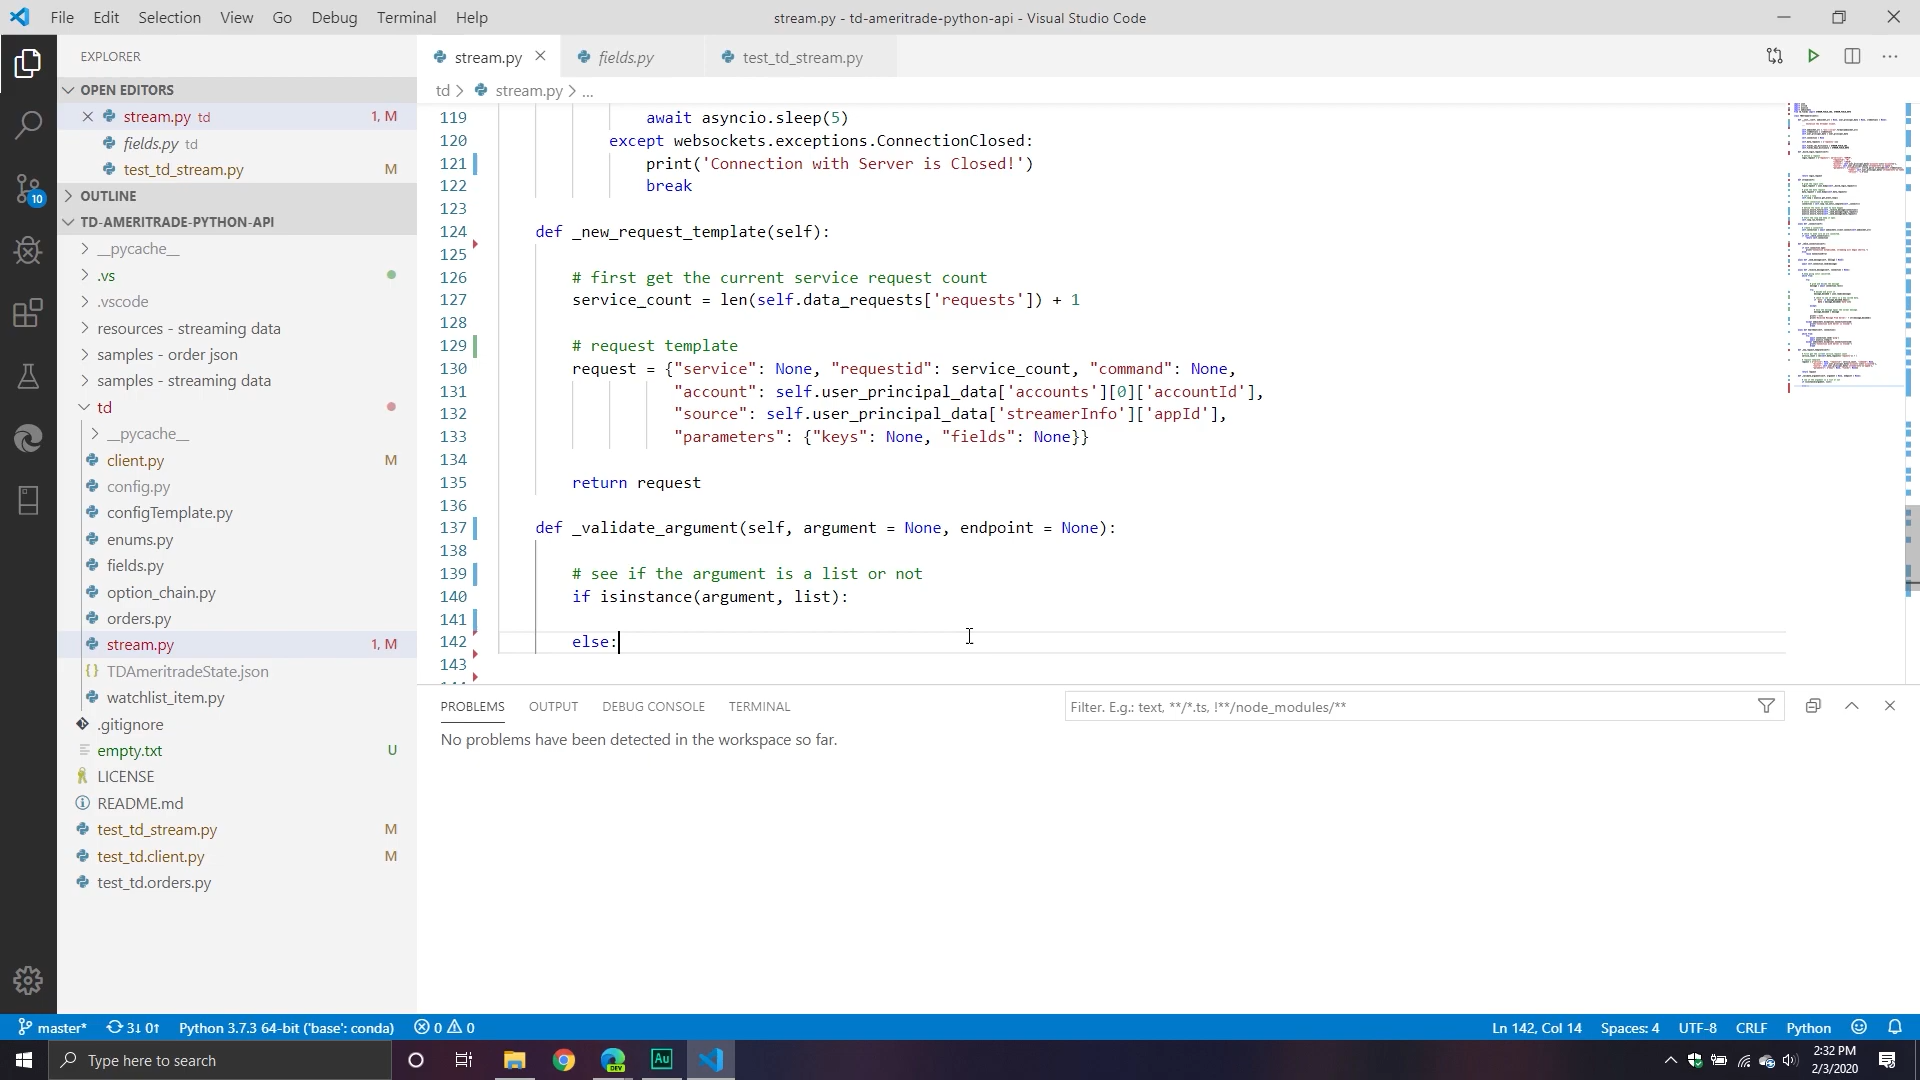 File Edit Selection View Go Debug Terminal Help
stream.py - td-ameritrade-python-api - Visual Studio Code
EXPLORER
OPEN EDITORS
stream.py td 1, M
fields.py td
test_td_stream.py M
OUTLINE
TD-AMERITRADE-PYTHON-API
__pycache__
.vs
.vscode
resources - streaming data
samples - order json
samples - streaming data
td
__pycache__
client.py M
config.py
configTemplate.py
enums.py
fields.py
option_chain.py
orders.py
stream.py 1, M
TDAmeritradeState.json
watchlist_item.py
.gitignore
empty.txt U
LICENSE
README.md
test_td_stream.py M
test_td.client.py M
test_td.orders.py
10
stream.py fields.py test_td_stream.py
td > stream.py > ...
119 await asyncio.sleep(5)
120 except websockets.exceptions.ConnectionClosed:
121 print('Connection with Server is Closed!')
122 break
123
124 def _new_request_template(self):
125
126 # first get the current service request count
127 service_count = len(self.data_requests['requests']) + 1
128
129 # request template
130 request = {"service": None, "requestid": service_count, "command": None,
131 "account": self.user_principal_data['accounts'][0]['accountId'],
132 "source": self.user_principal_data['streamerInfo']['appId'],
133 "parameters": {"keys": None, "fields": None}}
134
135 return request
136
137 def _validate_argument(self, argument = None, endpoint = None):
138
139 # see if the argument is a list or not
140 if isinstance(argument, list):
141
142 else:
143
PROBLEMS OUTPUT DEBUG CONSOLE TERMINAL
Filter. E.g.: text, **/*.ts, !**/node_modules/**
No problems have been detected in the workspace so far.
master* 3↓ 0↑ Python 3.7.3 64-bit ('base': conda) 0 0
Ln 142, Col 14 Spaces: 4 UTF-8 CRLF Python
Type here to search
DEV
Au
2:32 PM
2/3/2020